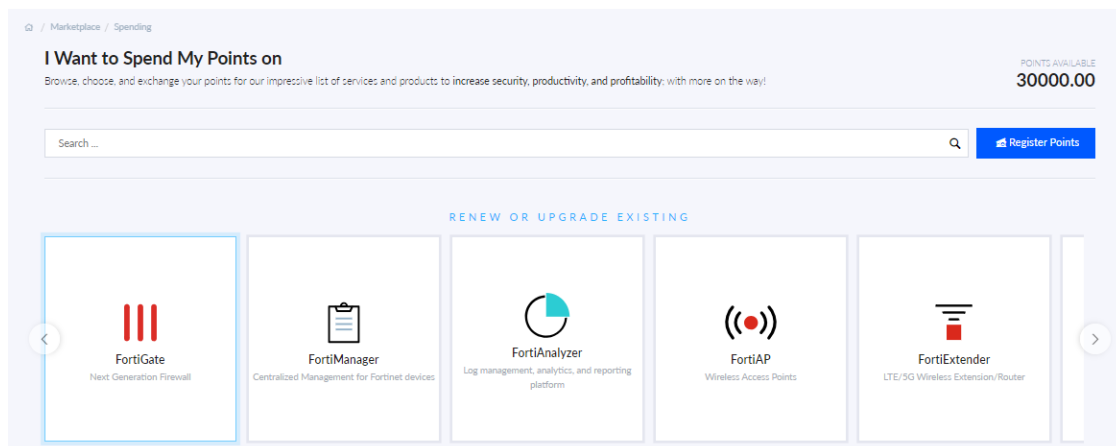 / Marketplace / Spending
I Want to Spend My Points on
Browse, choose, and exchange your points for our impressive list of services and products to increase security, productivity, and profitability; with more on the way!
POINTS AVAILABLE
30000.00
Search ...
Register Points
RENEW OR UPGRADE EXISTING
FortiGate
Next Generation Firewall
FortiManager
Centralized Management for Fortinet devices
FortiAnalyzer
Log management, analytics, and reporting
platform
FortiAP
Wireless Access Points
FortiExtender
LTE/5G Wireless Extension/Router